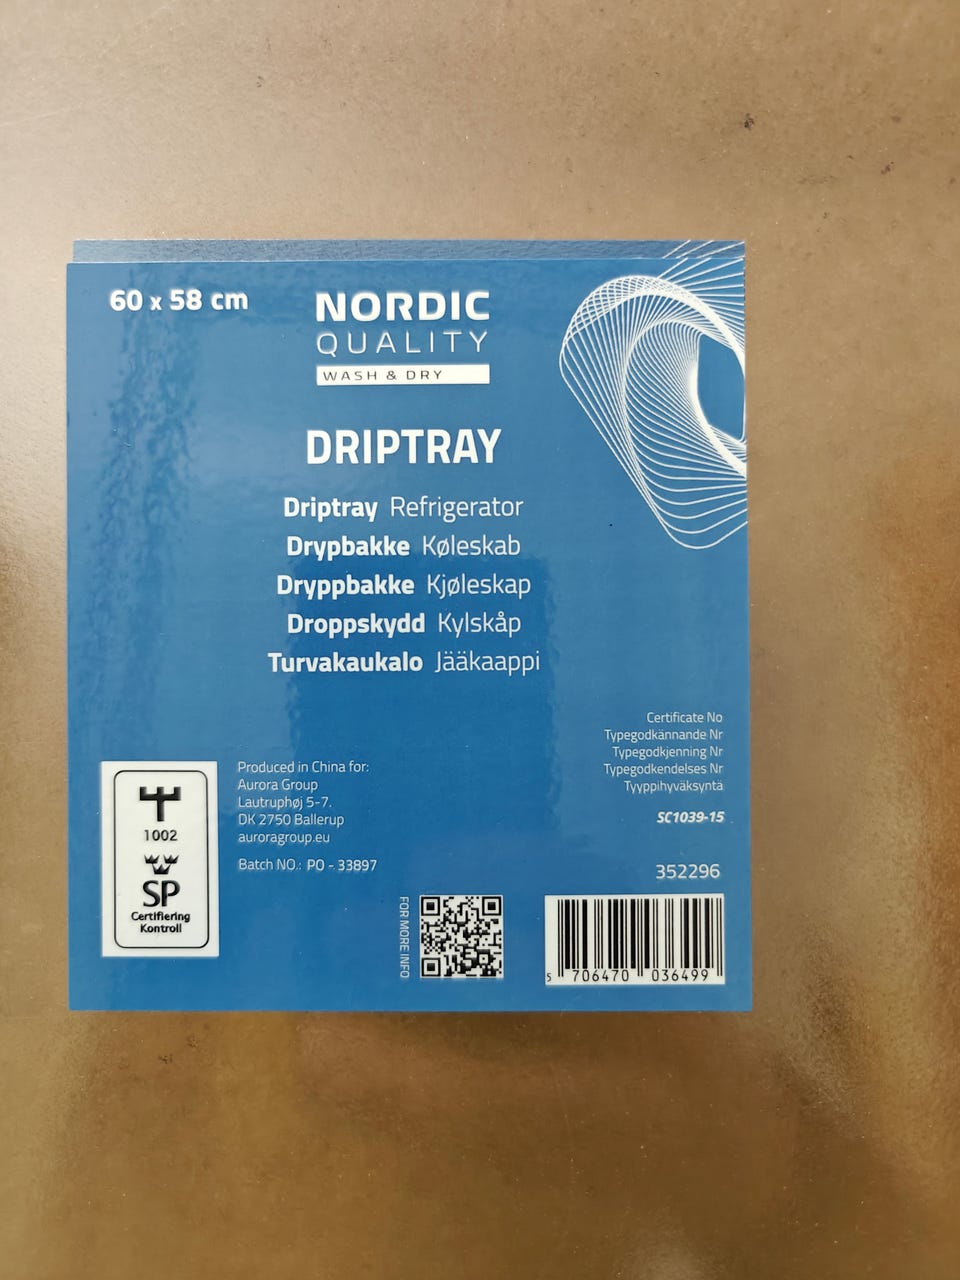 60 x 58 cm
NORDIC
QUALITY
WASH & DRY
DRIPTRAY
Driptray Refrigerator
Drypbakke Køleskab
Dryppbakke Kjøleskap
Droppskydd Kylskåp
Turvakaukalo Jääkaappi
Certificate No
Typegodkännande Nr
Typegodkjenning Nr
Typegodkendelses Nr
Tyyppihyväksyntä
SC1039-15
1002
SP
Certifiering
Kontroll
Produced in China for:
Aurora Group
Lautruphøj 5-7.
DK 2750 Ballerup
auroragroup.eu
Batch NO.: PO - 33897
FOR MORE INFO
352296
5 706470 036499